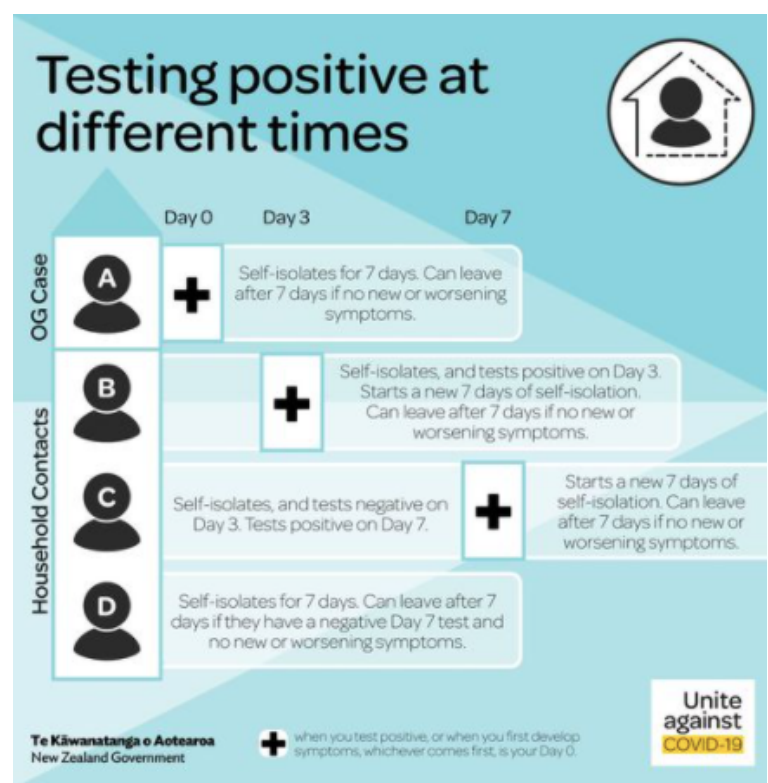 Testing positive at
different times
Day 0
Day 3
Day 7
OG Case
A
Self-isolates for 7 days. Can leave
after 7 days if no new or worsening
symptoms.
Household Contacts
B
Self-isolates, and tests positive on Day 3.
Starts a new 7 days of self-isolation.
Can leave after 7 days if no new or
worsening symptoms.
C
Self-isolates, and tests negative on
Day 3. Tests positive on Day 7.
Starts a new 7 days of
self-isolation. Can leave
after 7 days if no new or
worsening symptoms.
D
Self-isolates for 7 days. Can leave after 7
days if they have a negative Day 7 test and
no new or worsening symptoms.
Te Kāwanatanga o Aotearoa
New Zealand Government
when you test positive, or when you first develop
symptoms, whichever comes first, is your Day 0.
Unite
against
COVID-19